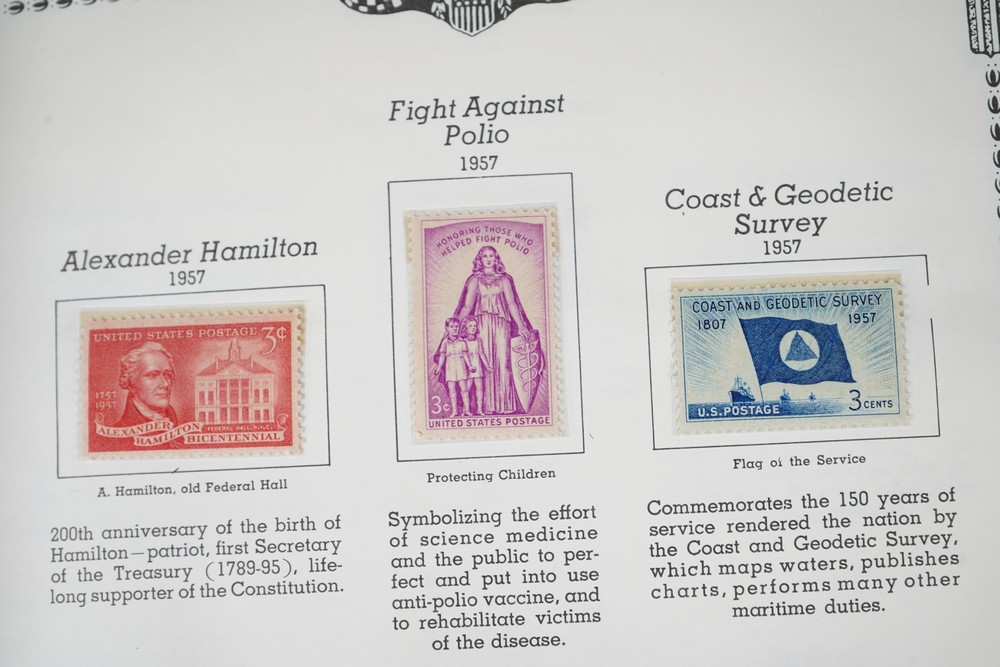 Alexander Hamilton
1957
UNITED STATES POSTAGE 3¢
1757
1957
ALEXANDER
HAMILTON
BICENTENNIAL
A. Hamilton, old Federal Hall
200th anniversary of the birth of
Hamilton—patriot, first Secretary
of the Treasury (1789-95), life-
long supporter of the Constitution.
Fight Against
Polio
1957
HONORING THOSE WHO
HELPED FIGHT POLIO
3¢
UNITED STATES POSTAGE
Protecting Children
Symbolizing the effort
of science medicine
and the public to per-
fect and put into use
anti-polio vaccine, and
to rehabilitate victims
of the disease.
Coast & Geodetic
Survey
1957
COAST AND GEODETIC SURVEY
1807 1957
U.S. POSTAGE 3 CENTS
Flag of the Service
Commemorates the 150 years of
service rendered the nation by
the Coast and Geodetic Survey,
which maps waters, publishes
charts, performs many other
maritime duties.